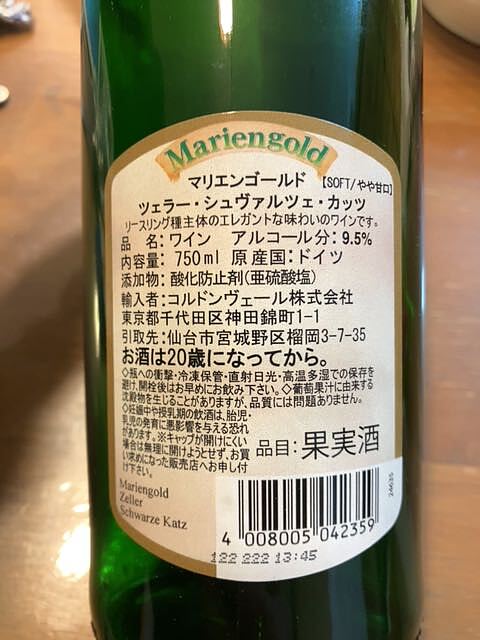 Mariengold
マリエンゴールド 【SOFT/やや甘口】
ツェラー・シュヴァルツェ・カッツ
リースリング種主体のエレガントな味わいのワインです。
品 名：ワイン アルコール分：9.5%
内容量：750ml 原産国：ドイツ
添加物：酸化防止剤(亜硫酸塩)
輸入者：コルドンヴェール株式会社
東京都千代田区神田錦町1-1
引取先：仙台市宮城野区榴岡3-7-35
お酒は20歳になってから。
◇瓶への衝撃・冷凍保管・直射日光・高温多湿での保存を
避け、開栓後はお早めにお飲み下さい。◇葡萄果汁に由来する
沈殿物を生じることがありますが、品質には問題ありません。
◇妊娠中や授乳期の飲酒は、胎児・
乳児の発育に悪影響を与える恐れ
があります。※キャップが開けにくい
場合は無理に開けようとせず、お買
い求めになった販売店へお申し付
け下さい。
品目：果実酒
Mariengold
Zeller
Schwarze Katz
24635
4 008005 042359
122 222 13:45